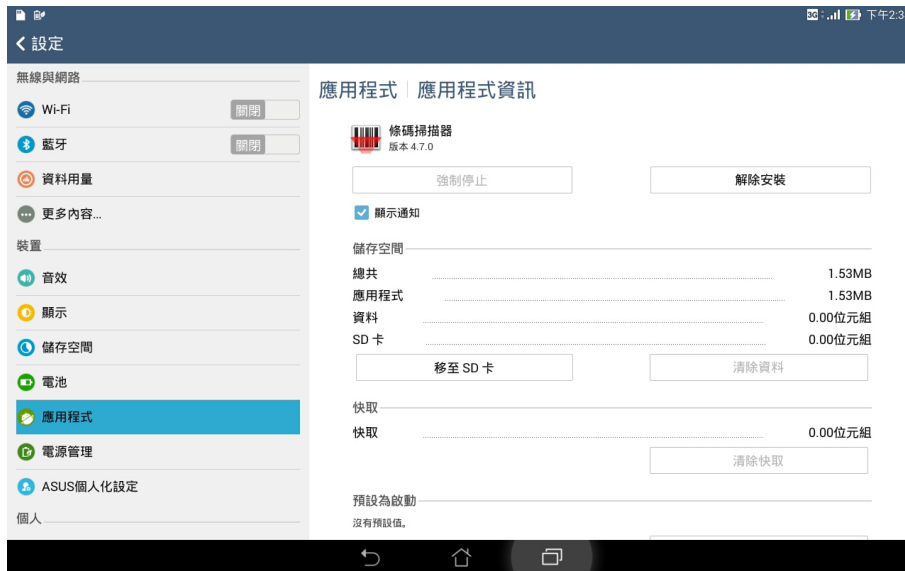 3G 下午2:3
設定
無線與網路
Wi-Fi 關閉
藍牙 關閉
資料用量
更多內容...
裝置
音效
顯示
儲存空間
電池
應用程式
電源管理
ASUS個人化設定
個人
應用程式 應用程式資訊
條碼掃描器
版本 4.7.0
強制停止 解除安裝
顯示通知
儲存空間
總共 1.53MB
應用程式 1.53MB
資料 0.00位元組
SD 卡 0.00位元組
移至 SD 卡 清除資料
快取
快取 0.00位元組
清除快取
預設為啟動
沒有預設值。